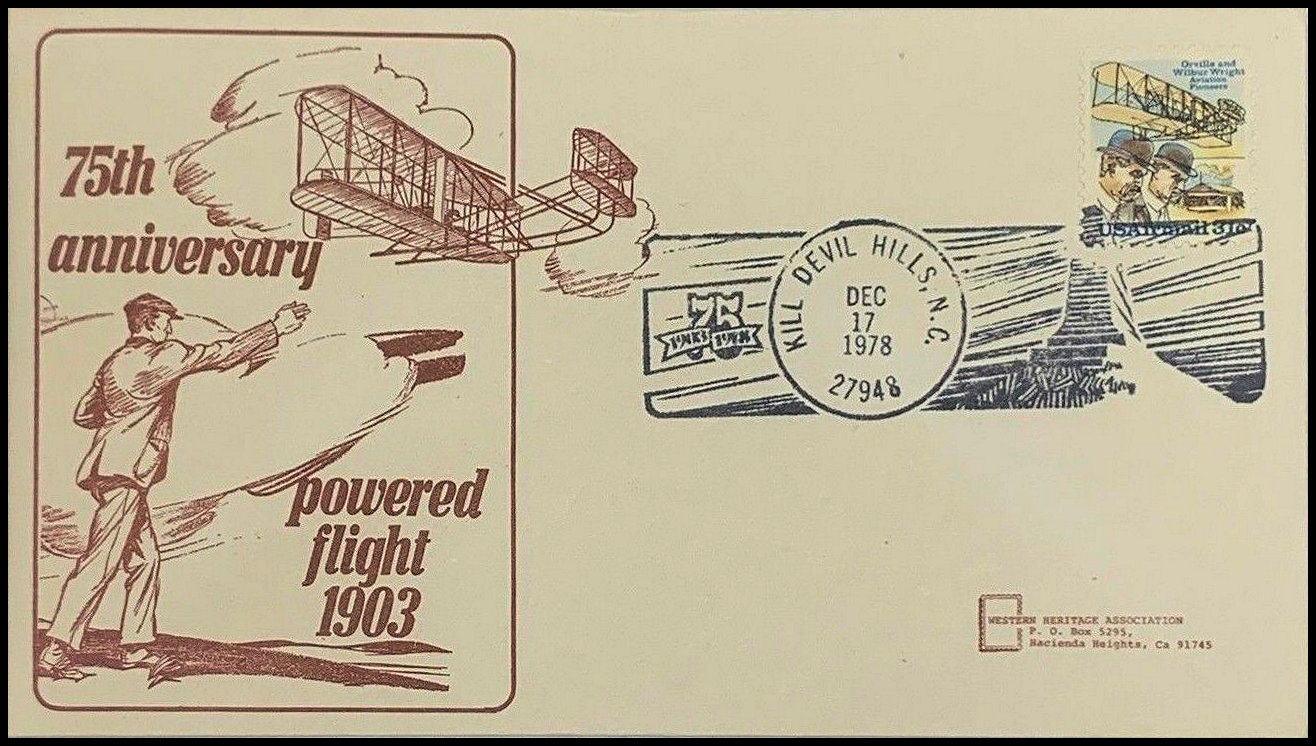 75th
anniversary
powered
flight
1903
Orville and
Wilbur Wright
Aviation
Pioneers
USAirmail 31c
KILL DEVIL HILLS, N.C.
DEC
17
1978
27948
75
1903 1978
WESTERN HERITAGE ASSOCIATION
P. O. Box 5295,
Hacienda Heights, Ca 91745